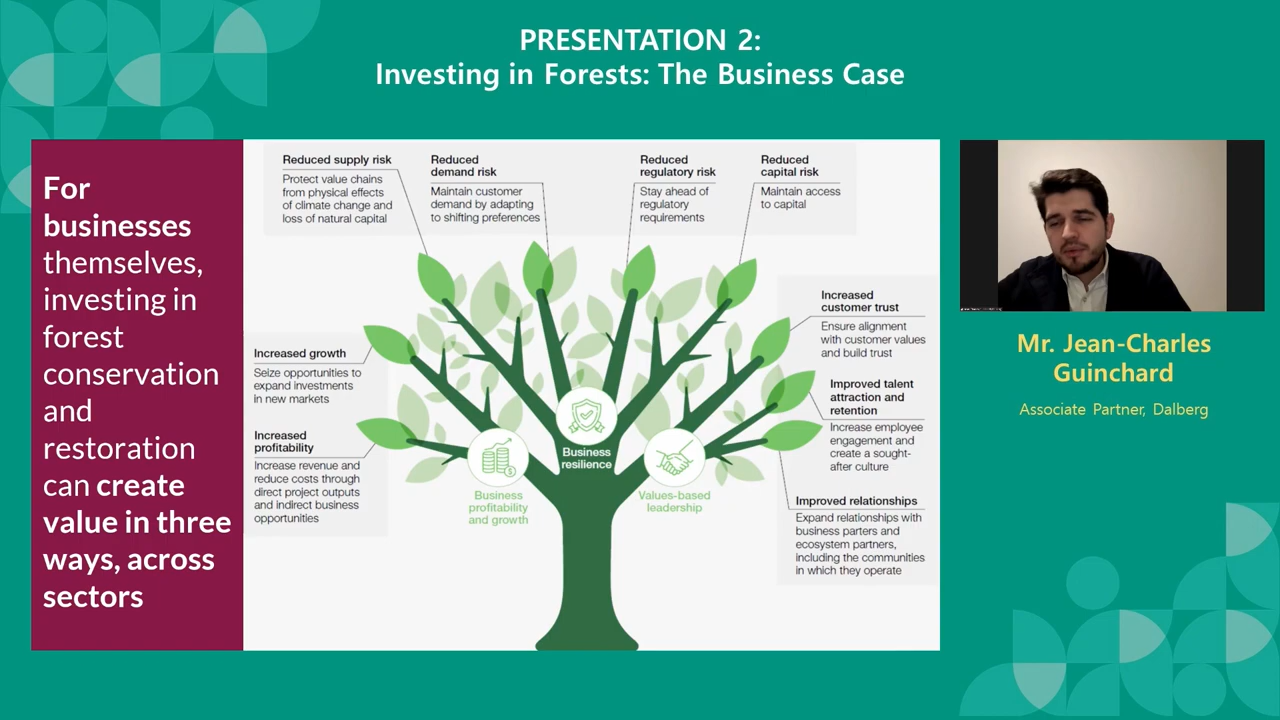 PRESENTATION 2:
Investing in Forests: The Business Case
For
businesses
themselves,
investing in
forest
conservation
and
restoration
can create
value in three
ways, across
sectors
Reduced supply risk
Protect value chains
from physical effects
of climate change and
loss of natural capital
Reduced
demand risk
Maintain customer
demand by adapting
to shifting preferences
Reduced
regulatory risk
Stay ahead of
regulatory
requirements
Reduced
capital risk
Maintain access
to capital
Increased growth
Seize opportunities to
expand investments
in new markets
Increased
profitability
Increase revenue and
reduce costs through
direct project outputs
and indirect business
opportunities
Business
profitability
and growth
Business
resilience
Values-based
leadership
Increased
customer trust
Ensure alignment
with customer values
and build trust
Improved talent
attraction and
retention
Increase employee
engagement and
create a sought-
after culture
Improved relationships
Expand relationships with
business parters and
ecosystem partners,
including the communities
in which they operate
Mr. Jean-Charles
Guinchard
Associate Partner, Dalberg